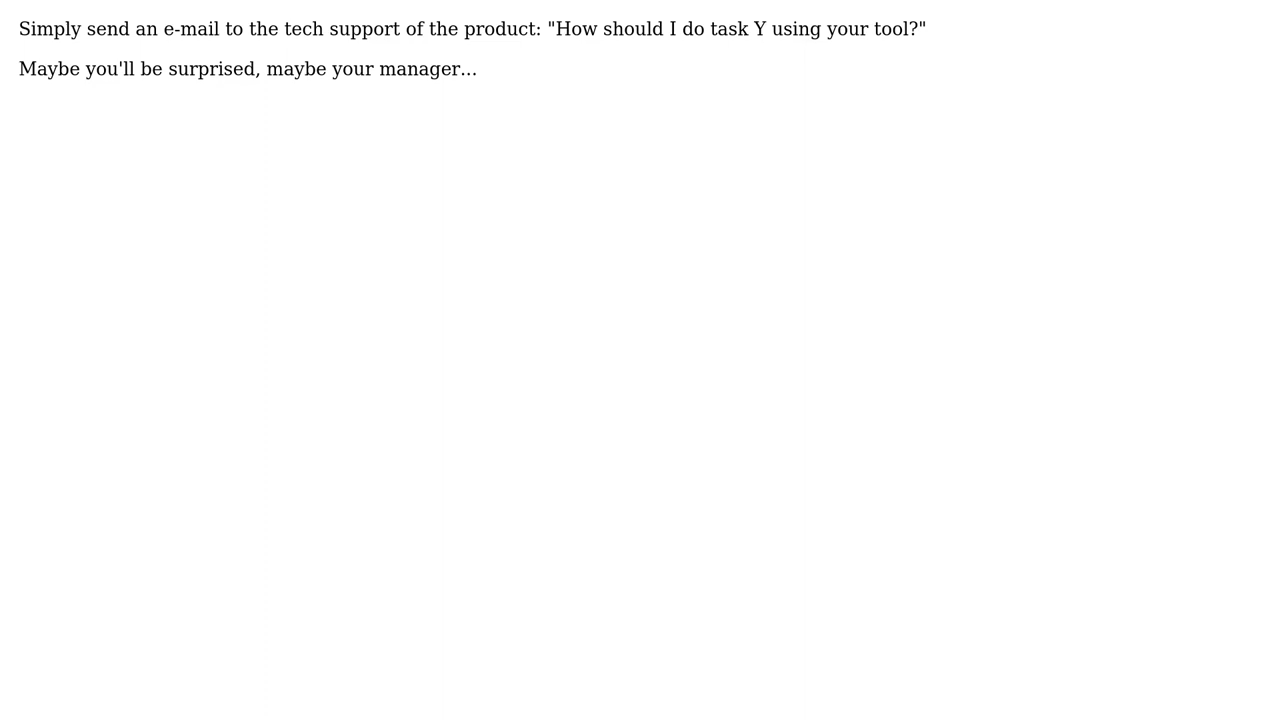 Simply send an e-mail to the tech support of the product: "How should I do task Y using your tool?"
Maybe you'll be surprised, maybe your manager...